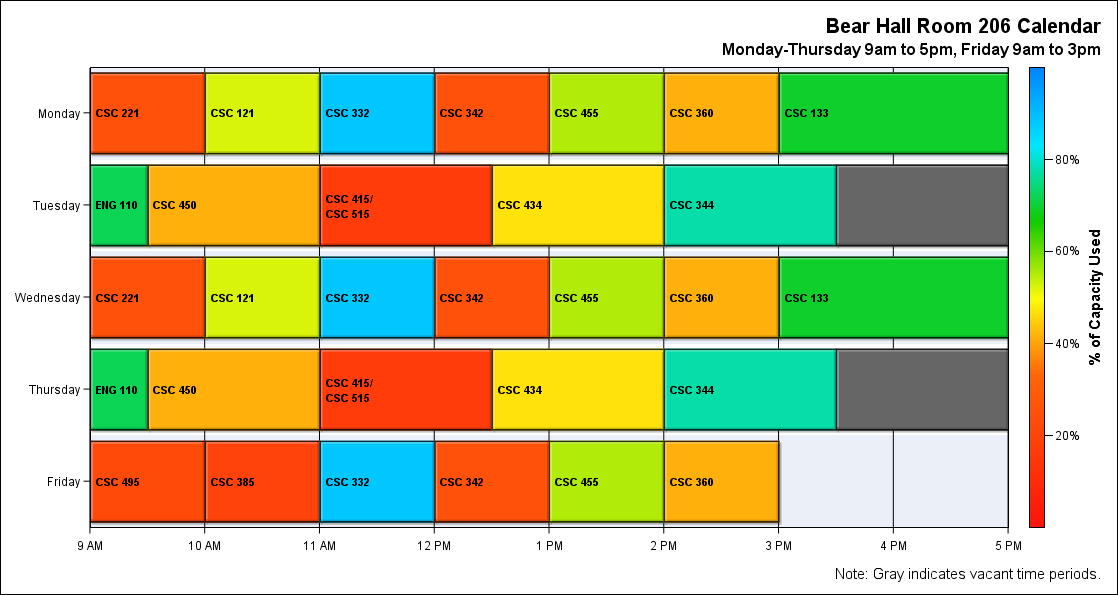 Bear Hall Room 206 Calendar
Monday-Thursday 9am to 5pm, Friday 9am to 3pm
Monday
CSC 221
CSC 121
CSC 332
CSC 342
CSC 455
CSC 360
CSC 133
Tuesday
ENG 110
CSC 450
CSC 415/
CSC 515
CSC 434
CSC 344
Wednesday
CSC 221
CSC 121
CSC 332
CSC 342
CSC 455
CSC 360
CSC 133
Thursday
ENG 110
CSC 450
CSC 415/
CSC 515
CSC 434
CSC 344
Friday
CSC 495
CSC 385
CSC 332
CSC 342
CSC 455
CSC 360
9 AM
10 AM
11 AM
12 PM
1 PM
2 PM
3 PM
4 PM
5 PM
80%
60%
40%
20%
% of Capacity Used
Note: Gray indicates vacant time periods.